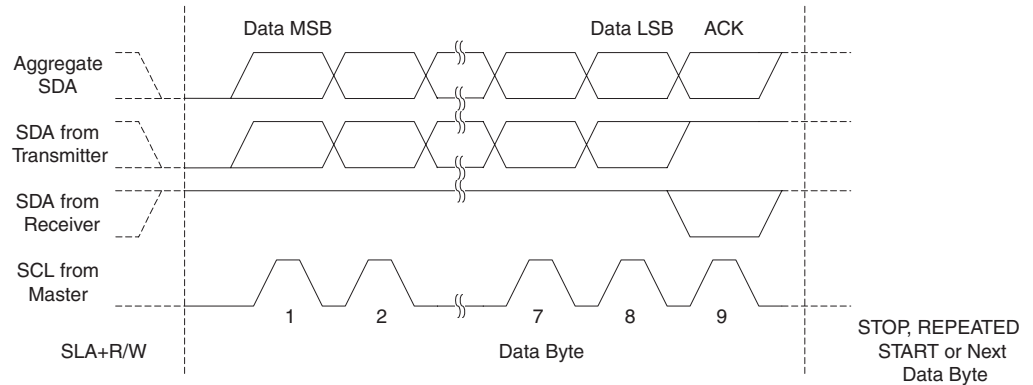 Data MSB
Data LSB
ACK
Aggregate
SDA
SDA from
Transmitter
SDA from
Receiver
SCL from
Master
1
2
7
8
9
SLA+R/W
Data Byte
STOP, REPEATED
START or Next
Data Byte